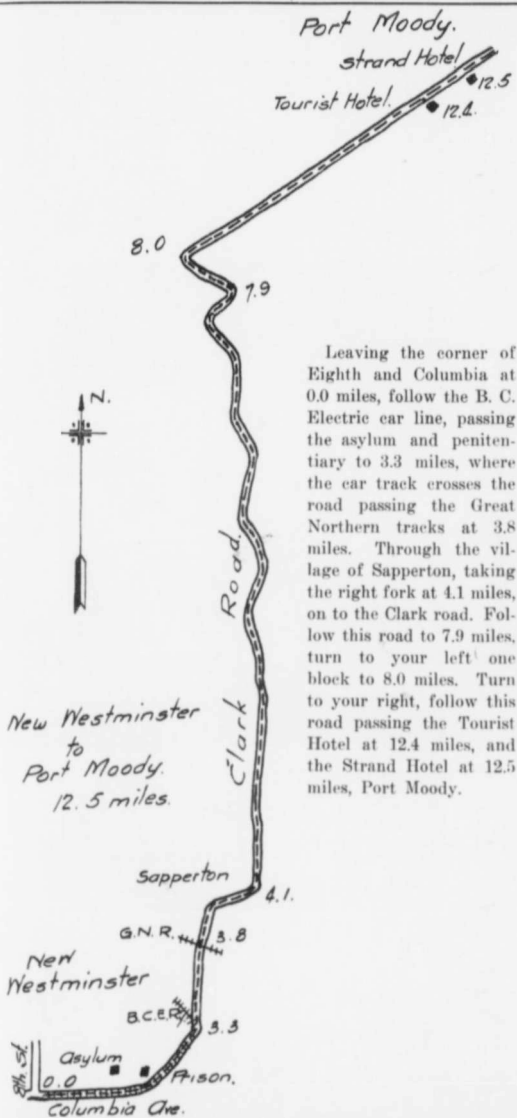 Port Moody.
Strand Hotel
12.5
Tourist Hotel.
12.4
8.0
7.9
N.
Leaving the corner of
Eighth and Columbia at
0.0 miles, follow the B. C.
Electric car line, passing
the asylum and peniten-
tiary to 3.3 miles, where
the car track crosses the
road passing the Great
Northern tracks at 3.8
miles. Through the vil-
lage of Sapperton, taking
the right fork at 4.1 miles,
on to the Clark road. Fol-
low this road to 7.9 miles,
turn to your left one
block to 8.0 miles. Turn
to your right, follow this
road passing the Tourist
Hotel at 12.4 miles, and
the Strand Hotel at 12.5
miles, Port Moody.
Clark Road.
New Westminster
to
Port Moody.
12.5 miles.
Sapperton
4.1.
G.N.R.
3.8
New
Westminster
B.C.E.R.
3.3
8th. St.
Asylum
0.0
Prison.
Columbia Ave.